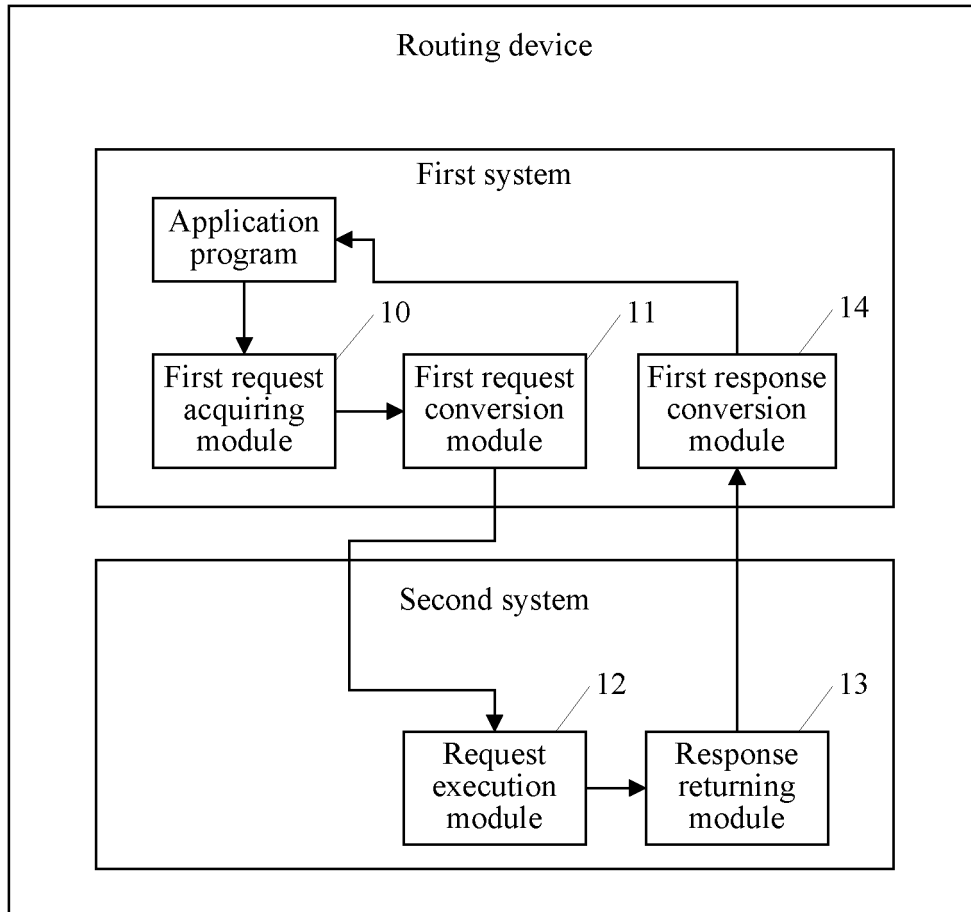 Routing device
First system
Application
program
10
11
14
First request
acquiring
module
First request
conversion
module
First response
conversion
module
Second system
12
13
Request
execution
module
Response
returning
module